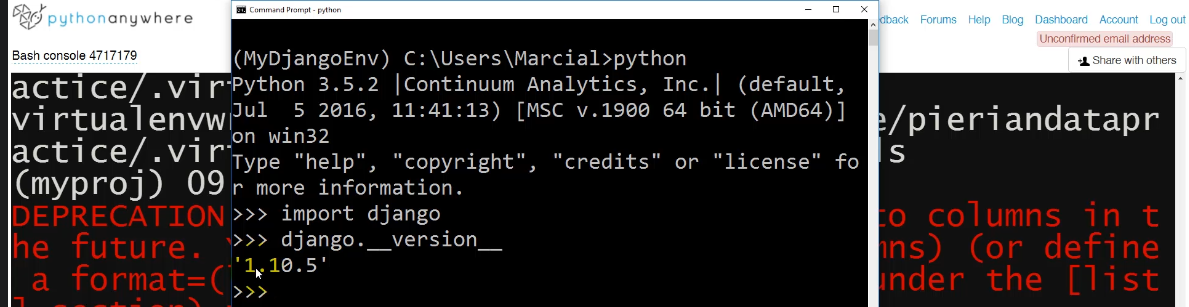 pythonanywhere
Command Prompt - python
dback Forums Help Blog Dashboard Account Log out
Unconfirmed email address
Bash console 4717179
Share with others
(MyDjangoEnv) C:\Users\Marcial>python
Python 3.5.2 |Continuum Analytics, Inc.| (default,
Jul  5 2016, 11:41:13) [MSC v.1900 64 bit (AMD64)]
on win32
Type "help", "copyright", "credits" or "license" fo
r more information.
>>> import django
>>> django.__version__
'1.10.5'
>>>
actice/.vir
virtualenvw e/pieriandatapr
actice/.vir s
(myproj) 09
DEPRECATION to columns in t
he future. ns) (or define
a format=( under the [list